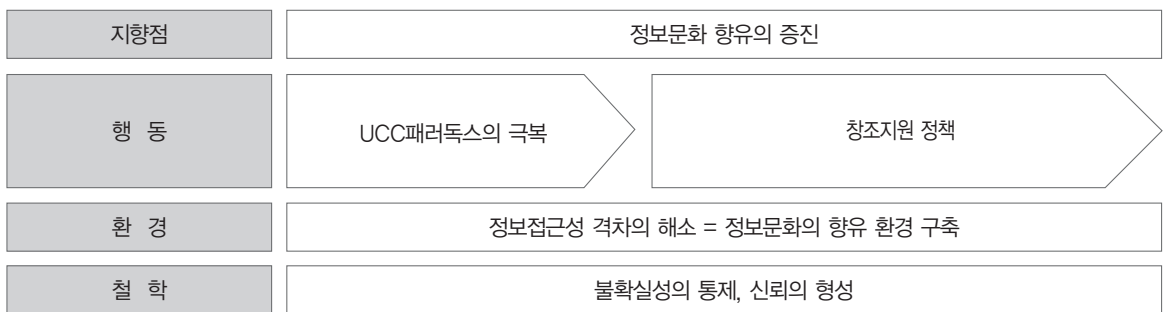 지향점
정보문화 향유의 증진
행 동
UCC패러독스의 극복
창조지원 정책
환 경
정보접근성 격차의 해소 = 정보문화의 향유 환경 구축
철 학
불확실성의 통제, 신뢰의 형성